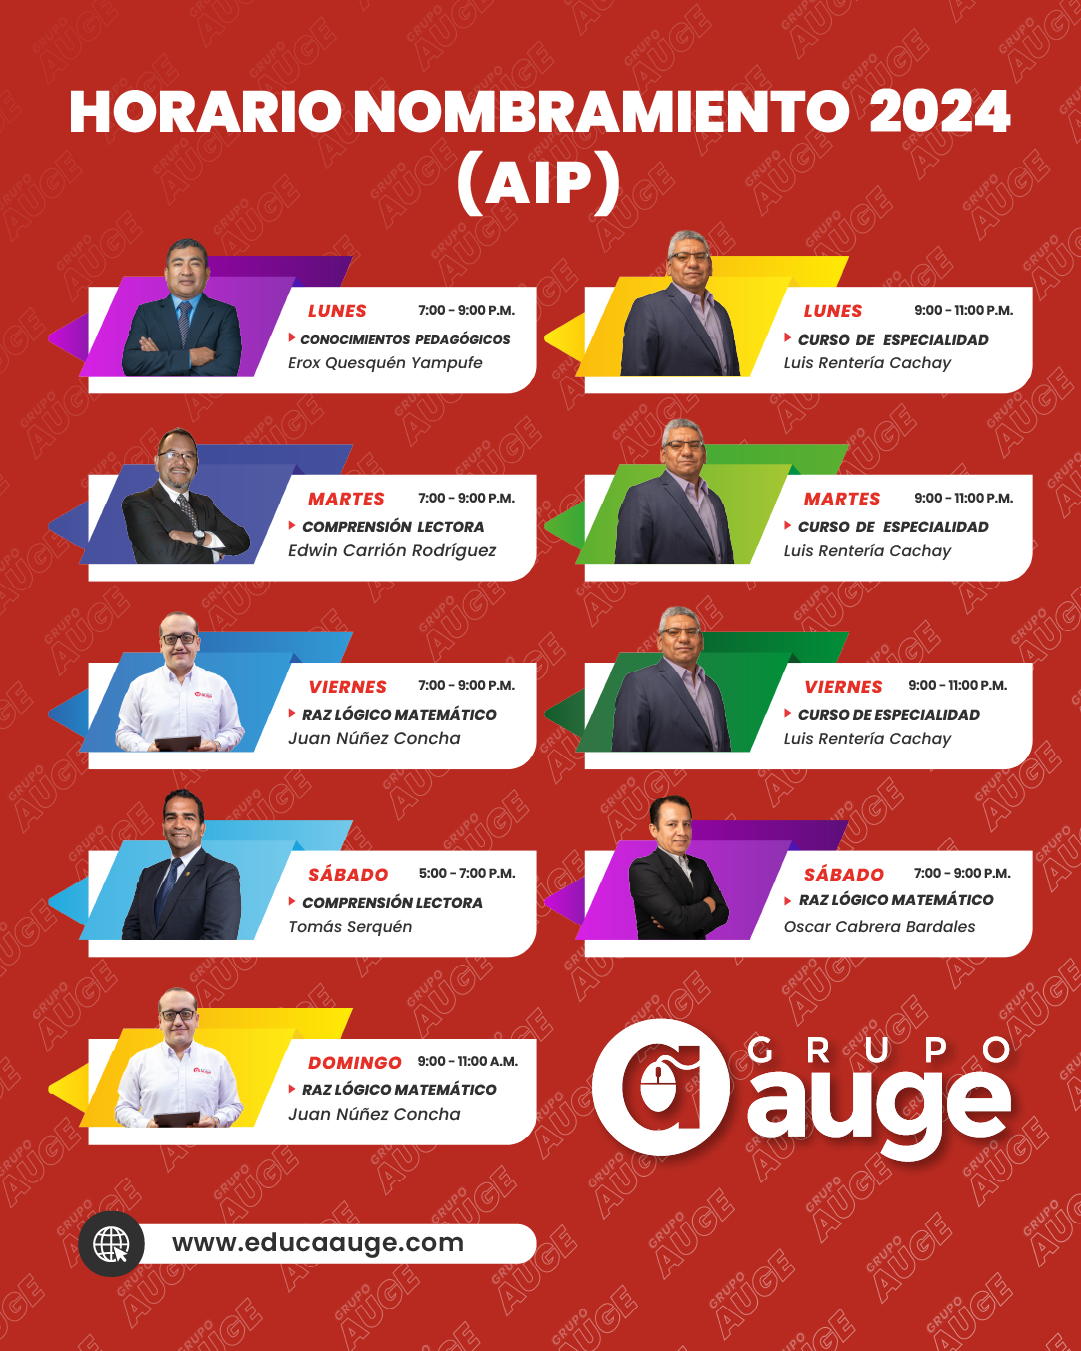 HORARIO NOMBRAMIENTO 2024
(AIP)
LUNES 7:00 - 9:00 P.M.
CONOCIMIENTOS PEDAGÓGICOS
Erox Quesquén Yampufe
LUNES 9:00 - 11:00 P.M.
CURSO DE ESPECIALIDAD
Luis Rentería Cachay
MARTES 7:00 - 9:00 P.M.
COMPRENSIÓN LECTORA
Edwin Carrión Rodríguez
MARTES 9:00 - 11:00 P.M.
CURSO DE ESPECIALIDAD
Luis Rentería Cachay
VIERNES 7:00 - 9:00 P.M.
RAZ LÓGICO MATEMÁTICO
Juan Núñez Concha
VIERNES 9:00 - 11:00 P.M.
CURSO DE ESPECIALIDAD
Luis Rentería Cachay
SÁBADO 5:00 - 7:00 P.M.
COMPRENSIÓN LECTORA
Tomás Serquén
SÁBADO 7:00 - 9:00 P.M.
RAZ LÓGICO MATEMÁTICO
Oscar Cabrera Bardales
DOMINGO 9:00 - 11:00 A.M.
RAZ LÓGICO MATEMÁTICO
Juan Núñez Concha
GRUPO
auge
www.educaauge.com